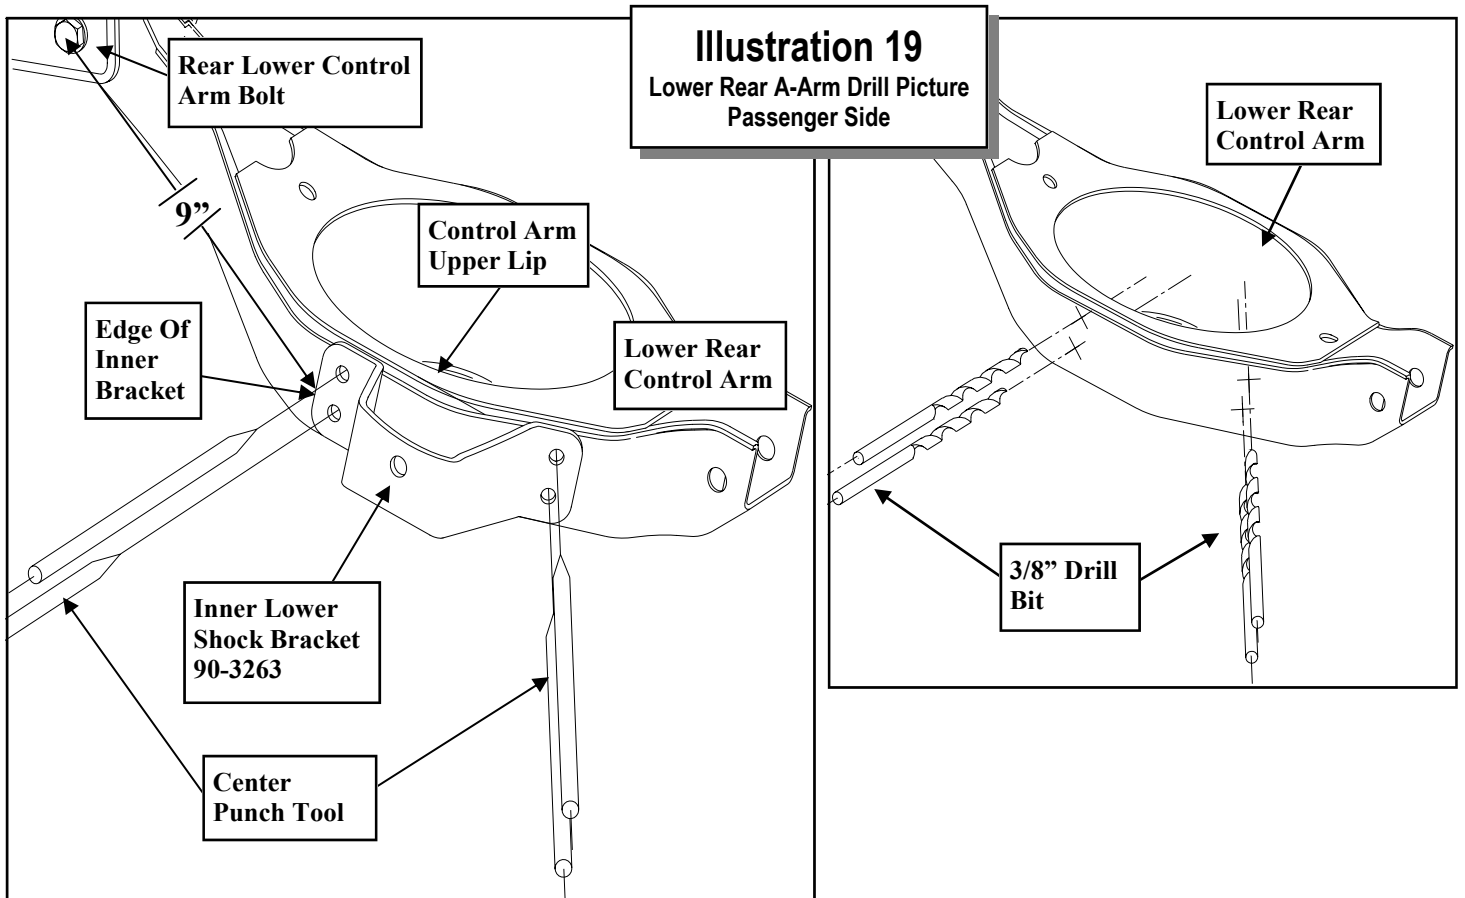 Illustration 19
Lower Rear A-Arm Drill Picture
Passenger Side
Rear Lower Control
Arm Bolt
9”
Control Arm
Upper Lip
Edge Of
Inner
Bracket
Lower Rear
Control Arm
Inner Lower
Shock Bracket
90-3263
Center
Punch Tool
Lower Rear
Control Arm
3/8” Drill
Bit